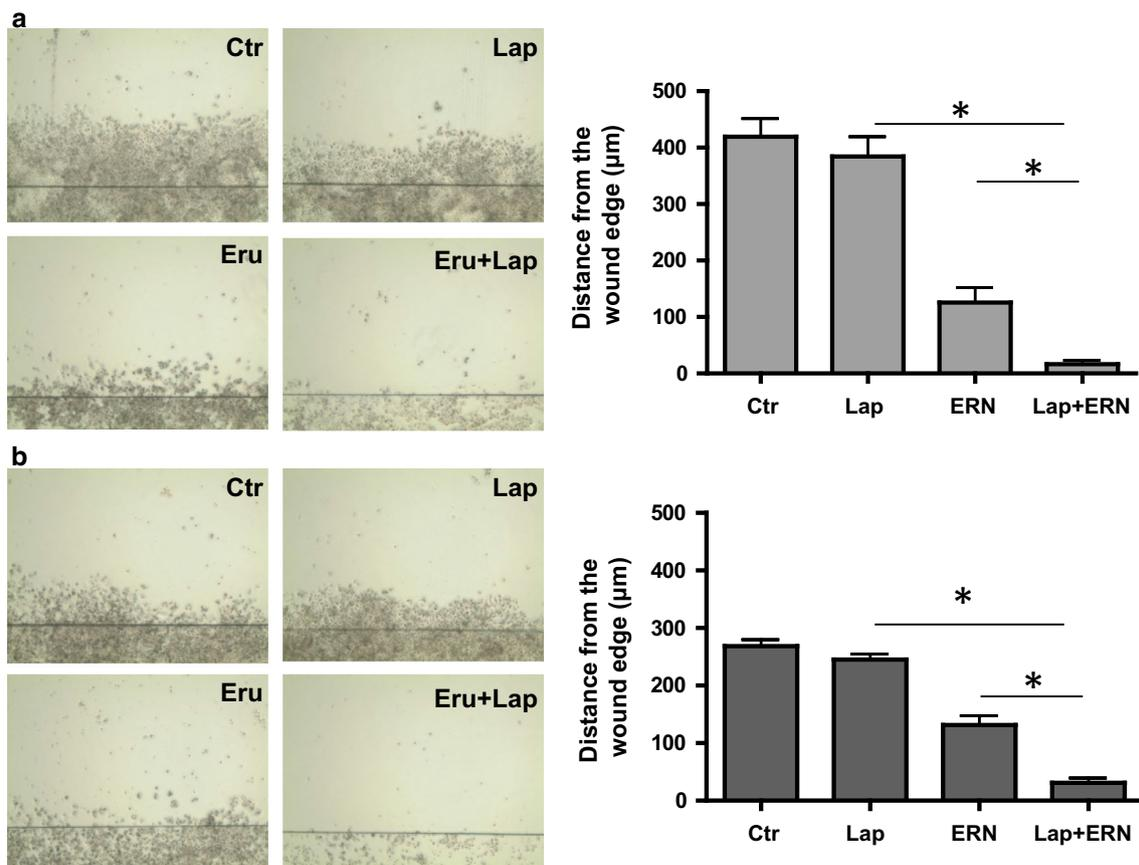 a
Ctr
Lap
Eru
Eru+Lap
Distance from the
wound edge (µm)
500
400
300
200
100
0
*
*
Ctr
Lap
ERN
Lap+ERN
b
Ctr
Lap
Eru
Eru+Lap
Distance from the
wound edge (µm)
500
400
300
200
100
0
*
*
Ctr
Lap
ERN
Lap+ERN